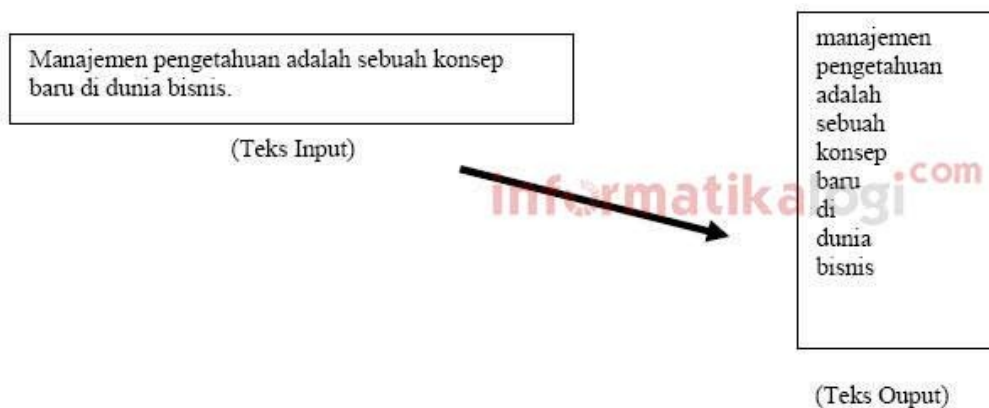 Manajemen pengetahuan adalah sebuah konsep
baru di dunia bisnis.
(Teks Input)
informatikalogi.com
manajemen
pengetahuan
adalah
sebuah
konsep
baru
di
dunia
bisnis
(Teks Ouput)